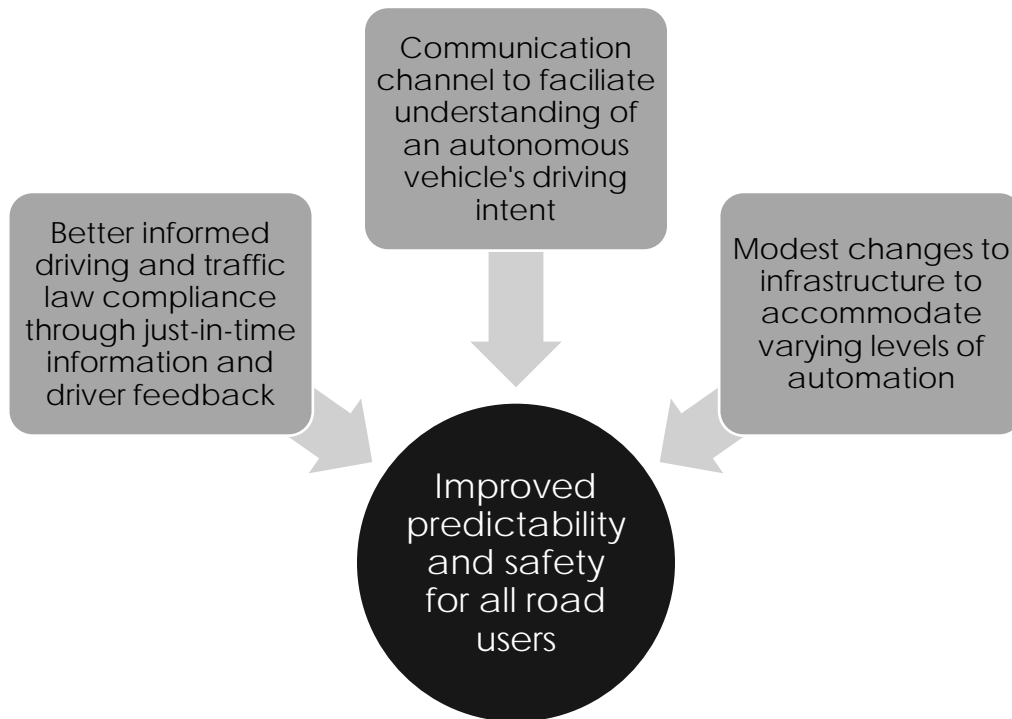 Communication
channel to faciliate
understanding of
an autonomous
vehicle's driving
intent
Better informed
driving and traffic
law compliance
through just-in-time
information and
driver feedback
Modest changes to
infrastructure to
accommodate
varying levels of
automation
Improved
predictability
and safety
for all road
users